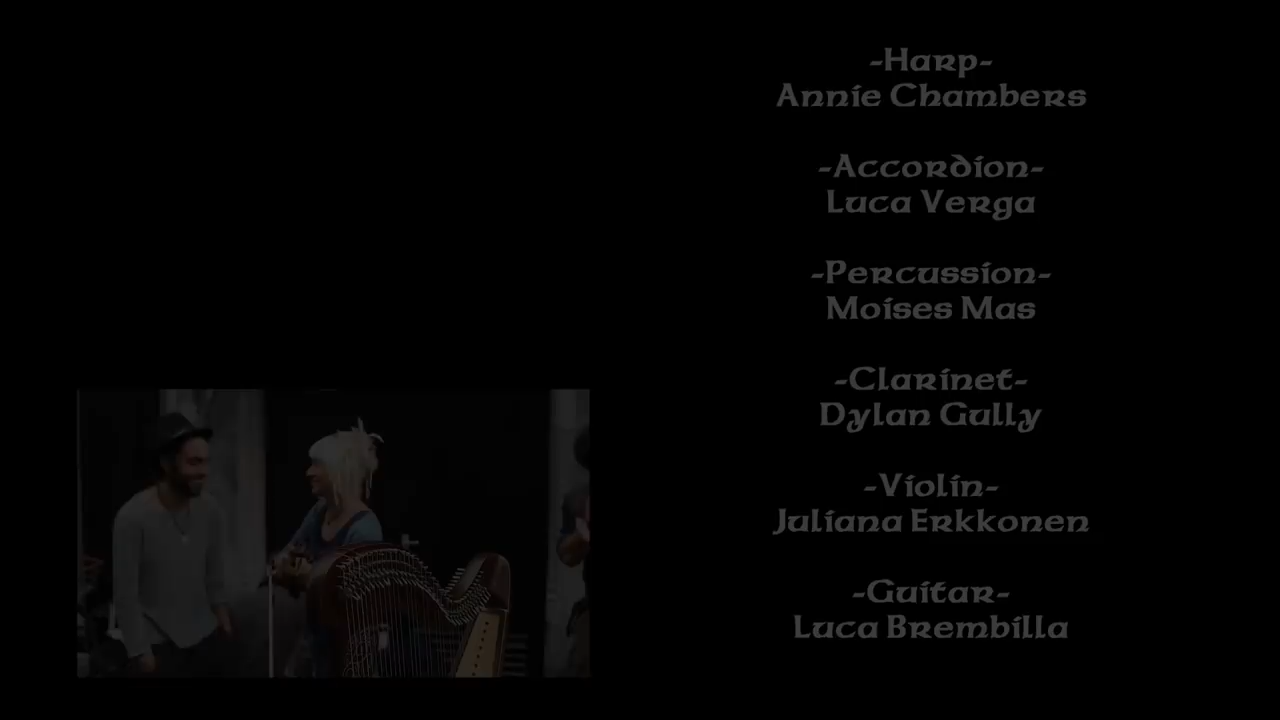 -Harp-
Annie Chambers
-Accordion-
Luca Verga
-Percussion-
Moises Mas
-Clarinet-
Dylan Gully
-Violin-
Juliana Erkkonen
-Guitar-
Luca Brembilla